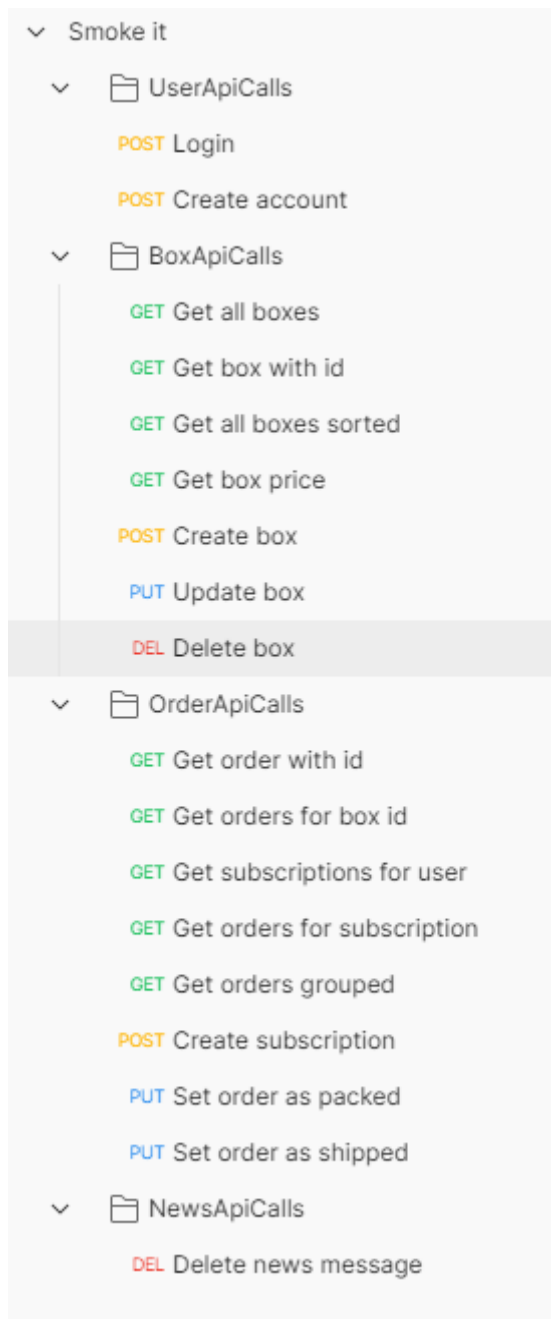 Smoke it
UserApiCalls
POST Login
POST Create account
BoxApiCalls
GET Get all boxes
GET Get box with id
GET Get all boxes sorted
GET Get box price
POST Create box
PUT Update box
DEL Delete box
OrderApiCalls
GET Get order with id
GET Get orders for box id
GET Get subscriptions for user
GET Get orders for subscription
GET Get orders grouped
POST Create subscription
PUT Set order as packed
PUT Set order as shipped
NewsApiCalls
DEL Delete news message